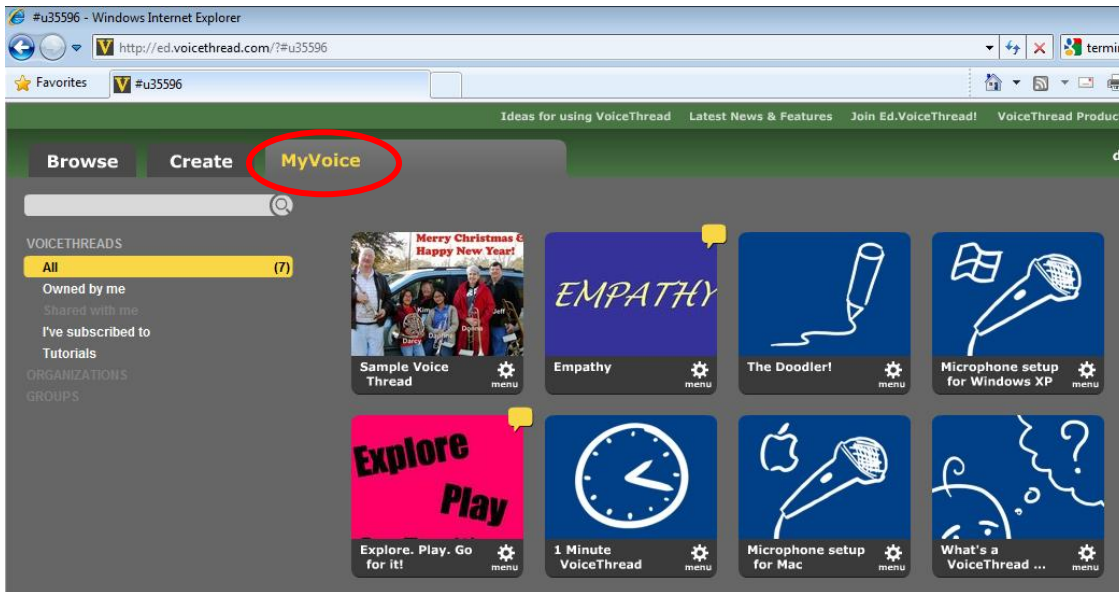 #u35596 - Windows Internet Explorer
http://ed.voicethread.com/?#u35596
Favorites
#u35596
Ideas for using VoiceThread Latest News & Features Join Ed.VoiceThread! VoiceThread Produc
Browse Create MyVoice
VOICETHREADS
All (7)
Owned by me
Shared with me
I've subscribed to
Tutorials
ORGANIZATIONS
GROUPS
Merry Christmas &
Happy New Year!
Kim
Jeff
Darcy
Donna
Sample Voice
Thread
menu
EMPATHY
Empathy
menu
The Doodler!
menu
Microphone setup
for Windows XP
menu
Explore
Play
Explore. Play. Go
for it!
menu
1 Minute
VoiceThread
menu
Microphone setup
for Mac
menu
?
What's a
VoiceThread ...
menu